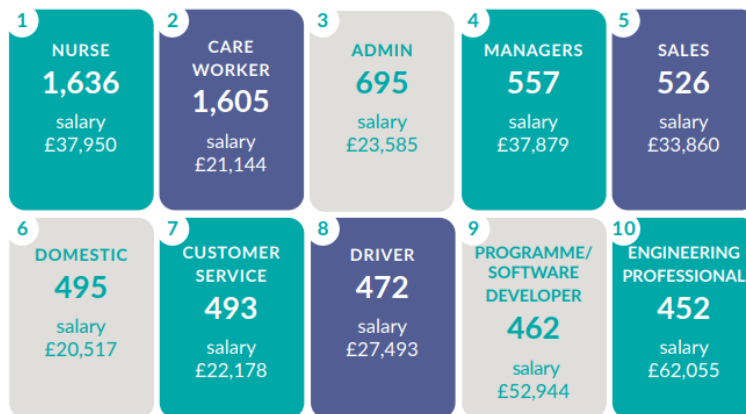 1
NURSE
1,636
salary
£37,950
2
CARE
WORKER
1,605
salary
£21,144
3
ADMIN
695
salary
£23,585
4
MANAGERS
557
salary
£37,879
5
SALES
526
salary
£33,860
6
DOMESTIC
495
salary
£20,517
7
CUSTOMER
SERVICE
493
salary
£22,178
8
DRIVER
472
salary
£27,493
9
PROGRAMME/
SOFTWARE
DEVELOPER
462
salary
£52,944
10
ENGINEERING
PROFESSIONAL
452
salary
£62,055